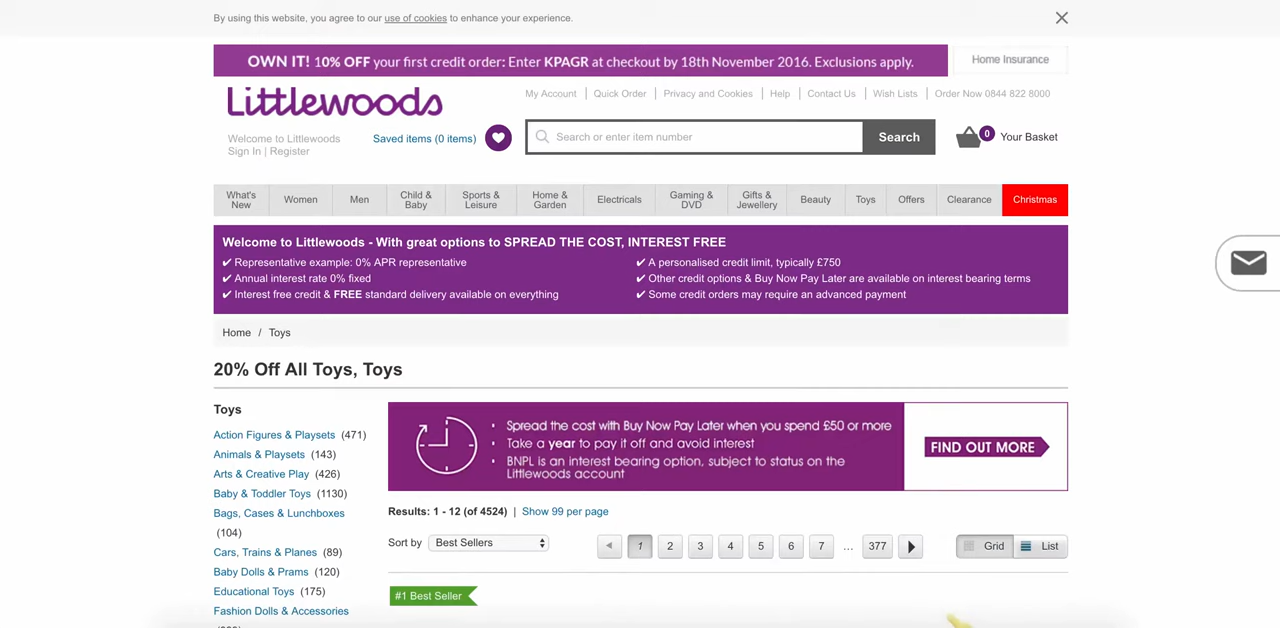 By using this website, you agree to our use of cookies to enhance your experience.
OWN IT! 10% OFF your first credit order: Enter KPAGR at checkout by 18th November 2016. Exclusions apply.
Home Insurance
Littlewoods
My Account
Quick Order
Privacy and Cookies
Help
Contact Us
Wish Lists
Order Now 0844 822 8000
Welcome to Littlewoods
Sign In | Register
Saved items (0 items)
Search or enter item number
Search
0
Your Basket
What's New
Women
Men
Child & Baby
Sports & Leisure
Home & Garden
Electricals
Gaming & DVD
Gifts & Jewellery
Beauty
Toys
Offers
Clearance
Christmas
Welcome to Littlewoods - With great options to SPREAD THE COST, INTEREST FREE
✔ Representative example: 0% APR representative
✔ Annual interest rate 0% fixed
✔ Interest free credit & FREE standard delivery available on everything
✔ A personalised credit limit, typically £750
✔ Other credit options & Buy Now Pay Later are available on interest bearing terms
✔ Some credit orders may require an advanced payment
Home / Toys
20% Off All Toys, Toys
Toys
Action Figures & Playsets (471)
Animals & Playsets (143)
Arts & Creative Play (426)
Baby & Toddler Toys (1130)
Bags, Cases & Lunchboxes
(104)
Cars, Trains & Planes (89)
Baby Dolls & Prams (120)
Educational Toys (175)
Fashion Dolls & Accessories
• Spread the cost with Buy Now Pay Later when you spend £50 or more
• Take a year to pay it off and avoid interest
• BNPL is an interest bearing option, subject to status on the
Littlewoods account
FIND OUT MORE
Results: 1 - 12 (of 4524) | Show 99 per page
Sort by Best Sellers
1 2 3 4 5 6 7 ... 377
Grid List
#1 Best Seller